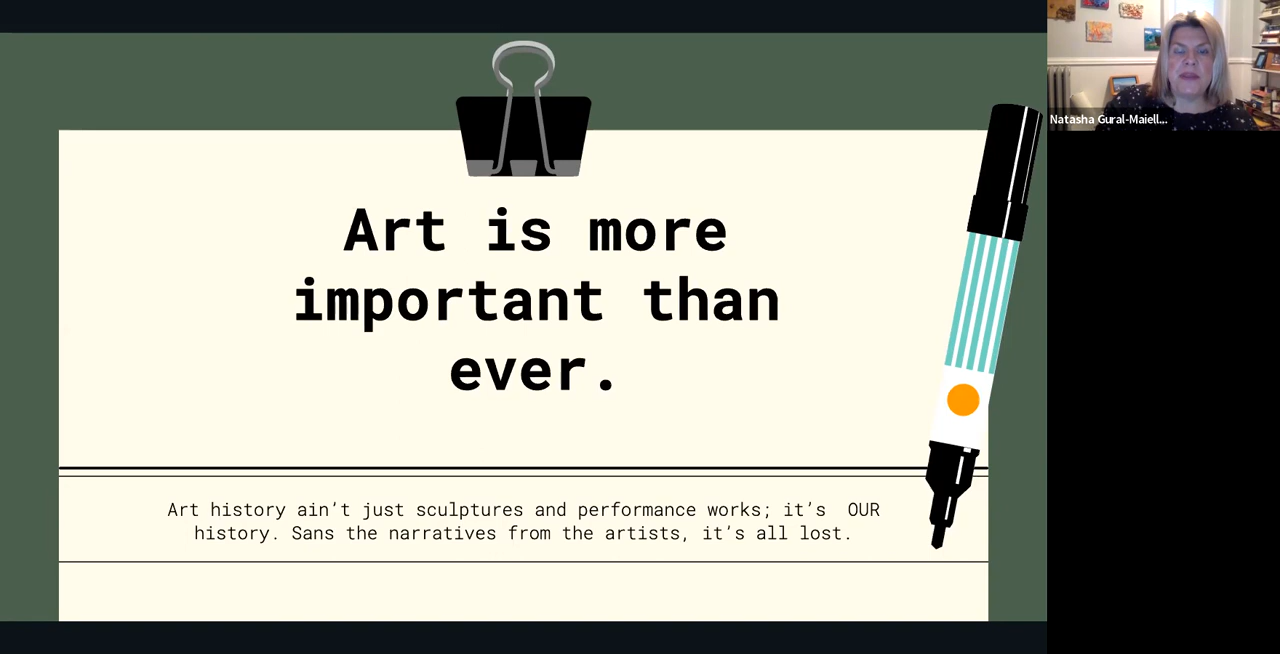 Art is more
important than
ever.
Art history ain’t just sculptures and performance works; it’s  OUR
history. Sans the narratives from the artists, it’s all lost.
Natasha Gural-Maiell...